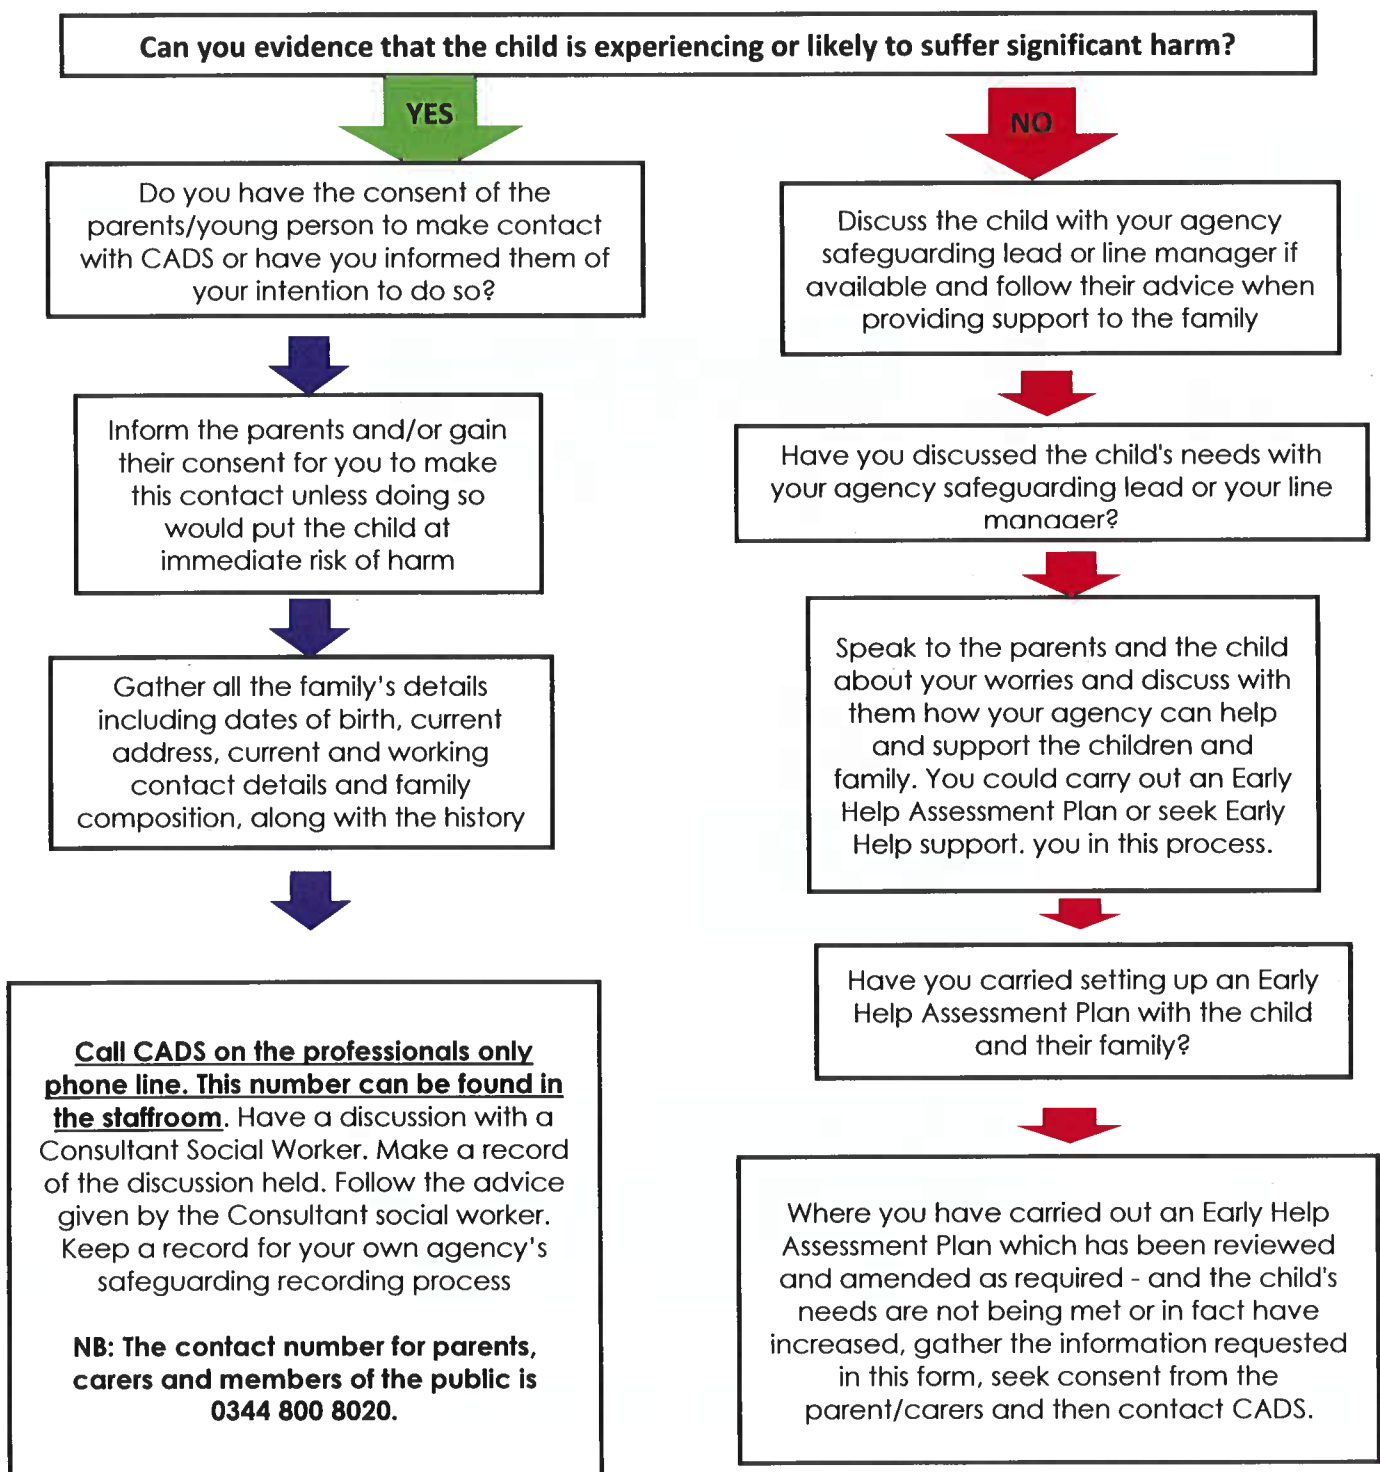 Can you evidence that the child is experiencing or likely to suffer significant harm?
YES
Do you have the consent of the
parents/young person to make contact
with CADS or have you informed them of
your intention to do so?
Inform the parents and/or gain
their consent for you to make
this contact unless doing so
would put the child at
immediate risk of harm
Gather all the family's details
including dates of birth, current
address, current and working
contact details and family
composition, along with the history
Call CADS on the professionals only
phone line. This number can be found in
the staffroom. Have a discussion with a
Consultant Social Worker. Make a record
of the discussion held. Follow the advice
given by the Consultant social worker.
Keep a record for your own agency's
safeguarding recording process
NB: The contact number for parents,
carers and members of the public is
0344 800 8020.
NO
Discuss the child with your agency
safeguarding lead or line manager if
available and follow their advice when
providing support to the family
Have you discussed the child's needs with
your agency safeguarding lead or your line
manager?
Speak to the parents and the child
about your worries and discuss with
them how your agency can help
and support the children and
family. You could carry out an Early
Help Assessment Plan or seek Early
Help support. you in this process.
Have you carried setting up an Early
Help Assessment Plan with the child
and their family?
Where you have carried out an Early Help
Assessment Plan which has been reviewed
and amended as required - and the child's
needs are not being met or in fact have
increased, gather the information requested
in this form, seek consent from the
parent/carers and then contact CADS.